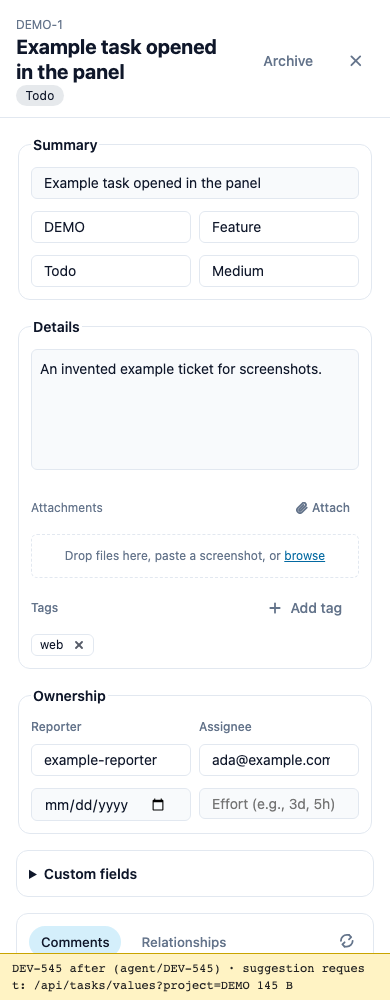 DEMO-1
Example task opened
in the panel
Archive
Todo
Summary
Example task opened in the panel
DEMO
Feature
Todo
Medium
Details
An invented example ticket for screenshots.
Attachments
Attach
Drop files here, paste a screenshot, or browse
Tags
Add tag
web
Ownership
Reporter
Assignee
example-reporter
ada@example.com
mm/dd/yyyy
Effort (e.g., 3d, 5h)
Custom fields
Comments
Relationships
DEV-545 after (agent/DEV-545) · suggestion reques
t: /api/tasks/values?project=DEMO 145 B